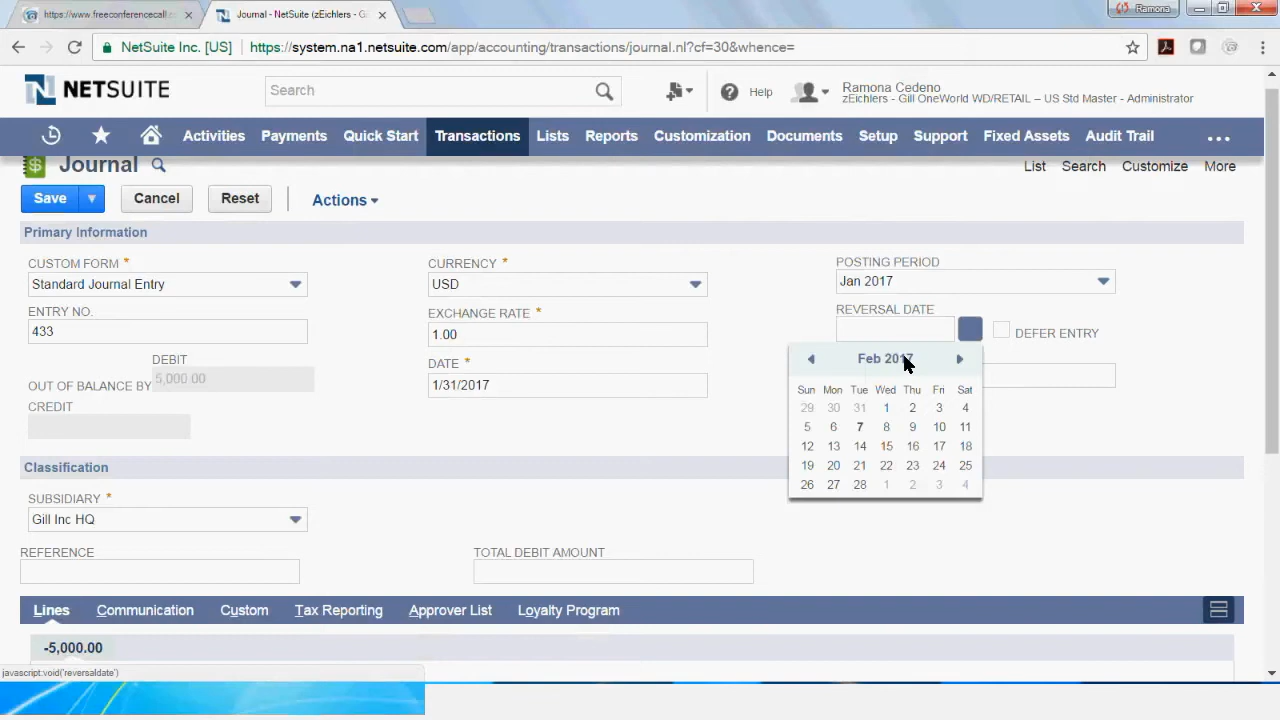 https://www.freeconferencecall.c
Journal - NetSuite (zEichlers - G
Ramona
NetSuite Inc. [US]
https://system.na1.netsuite.com/app/accounting/transactions/journal.nl?cf=30&whence=
NETSUITE
Search
Help
Ramona Cedeno
zEichlers - Gill OneWorld WD/RETAIL – US Std Master - Administrator
Activities Payments Quick Start Transactions Lists Reports Customization Documents Setup Support Fixed Assets Audit Trail ...
Journal
List Search Customize More
Save Cancel Reset Actions
Primary Information
CUSTOM FORM *
Standard Journal Entry
ENTRY NO.
433
DEBIT
OUT OF BALANCE BY 5,000.00
CREDIT
CURRENCY *
USD
EXCHANGE RATE *
1.00
DATE *
1/31/2017
POSTING PERIOD
Jan 2017
REVERSAL DATE
DEFER ENTRY
Feb 2017
Sun Mon Tue Wed Thu Fri Sat
29 30 31 1 2 3 4
5 6 7 8 9 10 11
12 13 14 15 16 17 18
19 20 21 22 23 24 25
26 27 28 1 2 3 4
Classification
SUBSIDIARY *
Gill Inc HQ
REFERENCE
TOTAL DEBIT AMOUNT
Lines Communication Custom Tax Reporting Approver List Loyalty Program
-5,000.00
javascript:void('reversaldate')